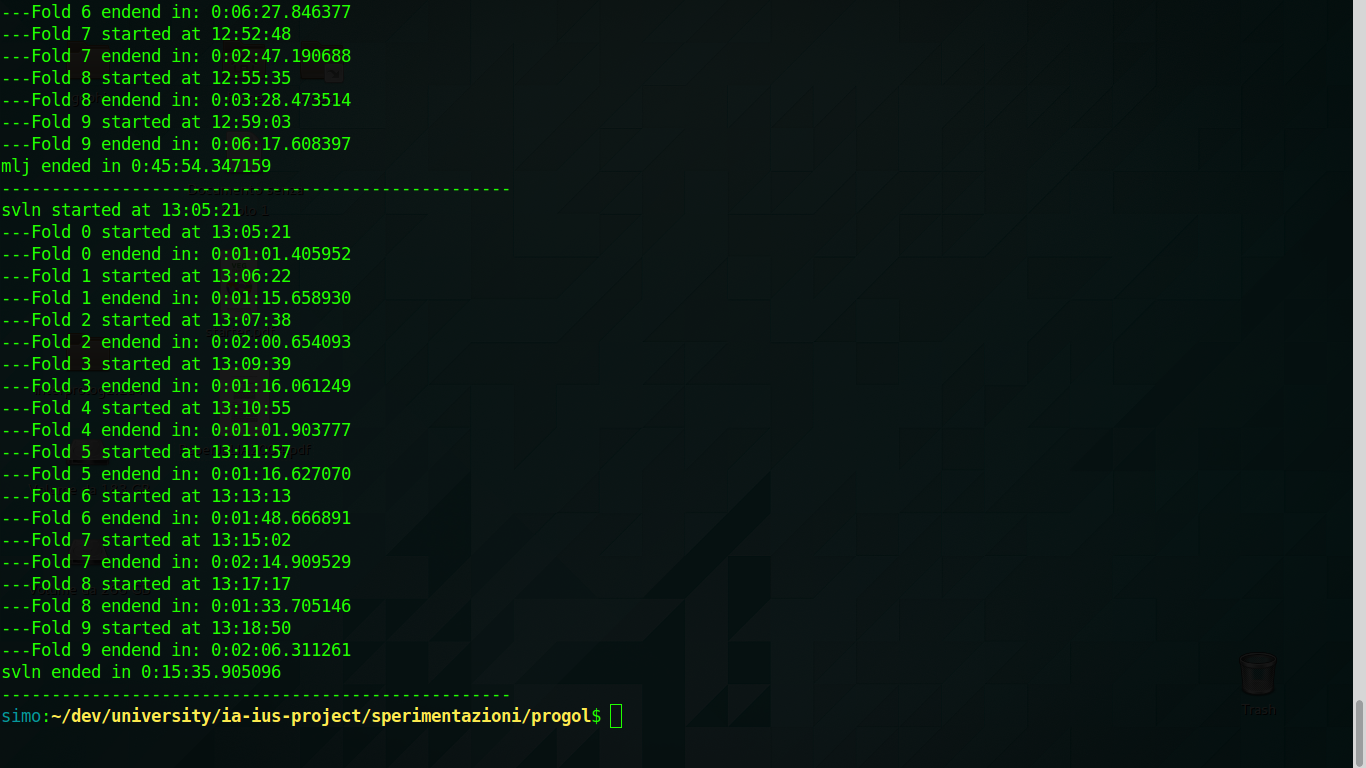 ---Fold 6 endend in: 0:06:27.846377
---Fold 7 started at 12:52:48
---Fold 7 endend in: 0:02:47.190688
---Fold 8 started at 12:55:35
---Fold 8 endend in: 0:03:28.473514
---Fold 9 started at 12:59:03
---Fold 9 endend in: 0:06:17.608397
mlj ended in 0:45:54.347159
---------------------------------------------------
svln started at 13:05:21
---Fold 0 started at 13:05:21
---Fold 0 endend in: 0:01:01.405952
---Fold 1 started at 13:06:22
---Fold 1 endend in: 0:01:15.658930
---Fold 2 started at 13:07:38
---Fold 2 endend in: 0:02:00.654093
---Fold 3 started at 13:09:39
---Fold 3 endend in: 0:01:16.061249
---Fold 4 started at 13:10:55
---Fold 4 endend in: 0:01:01.903777
---Fold 5 started at 13:11:57
---Fold 5 endend in: 0:01:16.627070
---Fold 6 started at 13:13:13
---Fold 6 endend in: 0:01:48.666891
---Fold 7 started at 13:15:02
---Fold 7 endend in: 0:02:14.909529
---Fold 8 started at 13:17:17
---Fold 8 endend in: 0:01:33.705146
---Fold 9 started at 13:18:50
---Fold 9 endend in: 0:02:06.311261
svln ended in 0:15:35.905096
---------------------------------------------------
simo:~/dev/university/ia-ius-project/sperimentazioni/progol$
Trash